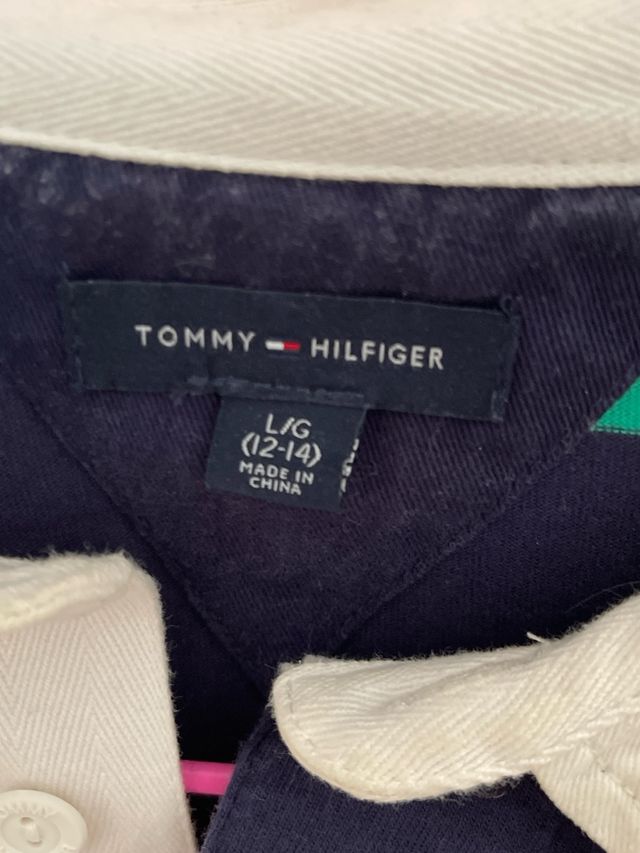 TOMMY HILFIGER
L/G
(12-14)
MADE IN
CHINA